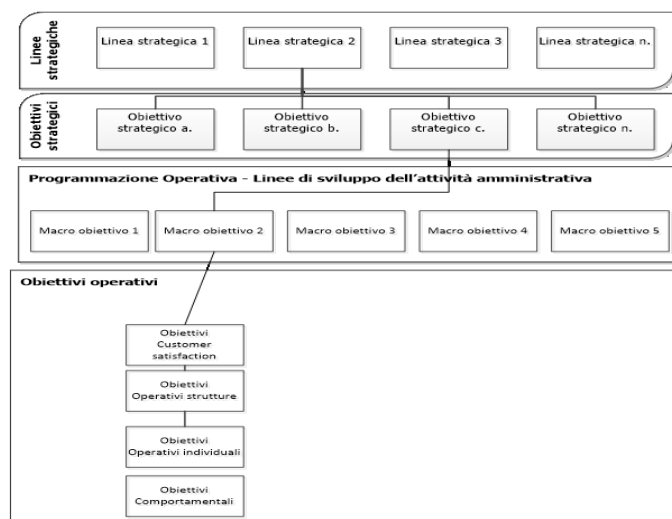 Linee
strategiche
Linea strategica 1
Linea strategica 2
Linea strategica 3
Linea strategica n.
Obiettivi
strategici
Obiettivo
strategico a.
Obiettivo
strategico b.
Obiettivo
strategico c.
Obiettivo
strategico n.
Programmazione Operativa - Linee di sviluppo dell'attività amministrativa
Macro obiettivo 1
Macro obiettivo 2
Macro obiettivo 3
Macro obiettivo 4
Macro obiettivo 5
Obiettivi operativi
Obiettivi
Customer
satisfaction
Obiettivi
Operativi strutture
Obiettivi
Operativi individuali
Obiettivi
Comportamentali